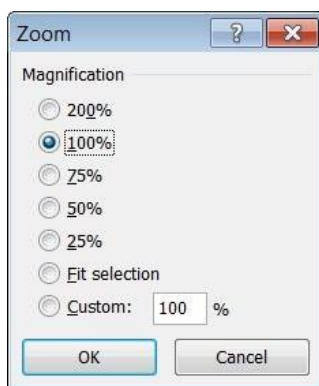 Zoom ?
Magnification
200%
100%
75%
50%
25%
Fit selection
Custom: 100 %
OK Cancel